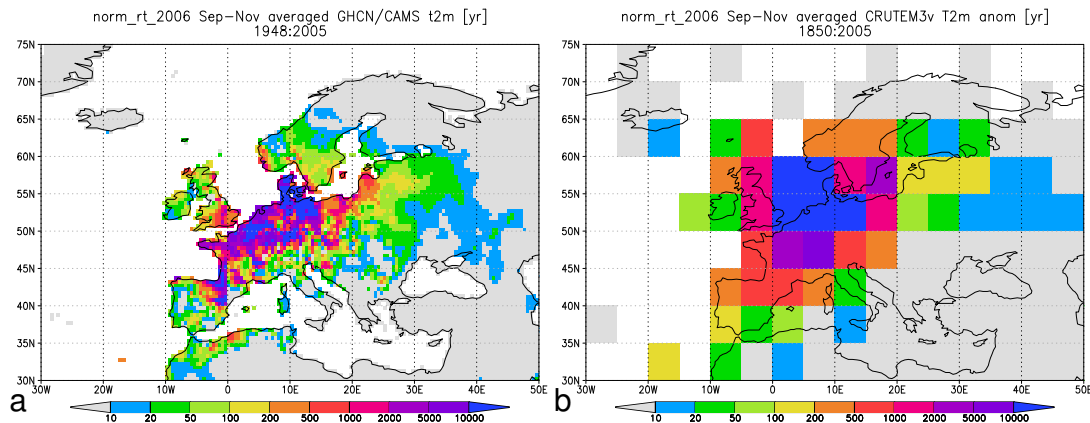 norm_rt_2006 Sep-Nov averaged GHCN/CAMS t2m [yr]
1948:2005
75N
70N
65N
60N
55N
50N
45N
40N
35N
30N
30W 20W 10W 0 10E 20E 30E 40E 50E
10 20 50 100 200 500 1000 2000 5000 10000
a
norm_rt_2006 Sep-Nov averaged CRUTEM3v T2m anom [yr]
1850:2005
75N
70N
65N
60N
55N
50N
45N
40N
35N
30N
30W 20W 10W 0 10E 20E 30E 40E 50E
10 20 50 100 200 500 1000 2000 5000 10000
b